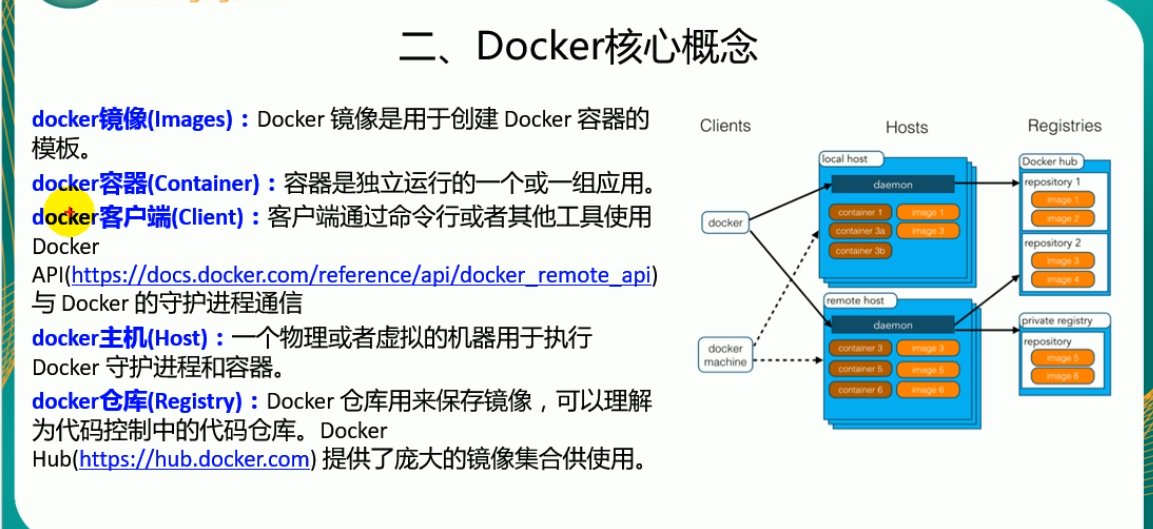 二、Docker核心概念
docker镜像(Images)：Docker 镜像是用于创建 Docker 容器的
模板。
docker容器(Container)：容器是独立运行的一个或一组应用。
docker客户端(Client)：客户端通过命令行或者其他工具使用
Docker
API(https://docs.docker.com/reference/api/docker_remote_api)
与 Docker 的守护进程通信
docker主机(Host)：一个物理或者虚拟的机器用于执行
Docker 守护进程和容器。
docker仓库(Registry)：Docker 仓库用来保存镜像，可以理解
为代码控制中的代码仓库。Docker
Hub(https://hub.docker.com) 提供了庞大的镜像集合供使用。
Clients
Hosts
Registries
docker
docker
machine
local host
daemon
container 1
image 1
container 3a
image 3
container 3b
remote host
daemon
container 3
image 3
container 5
image 5
container 6
image 6
Docker hub
repository 1
image 1
image 2
repository 2
image 3
image 4
private registry
repository
image 5
image 6